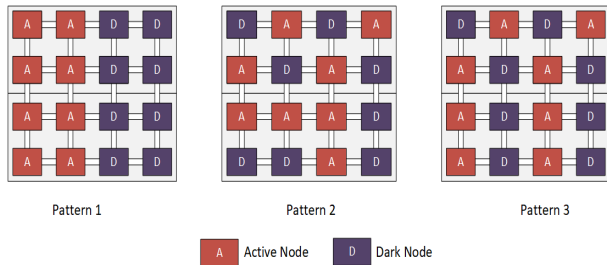 A A D D D A D A D A D A
A A D D A D A D A D A D
A A D D A A A D A D A D
A A D D D D A D A D A D
Pattern 1 Pattern 2 Pattern 3
A Active Node D Dark Node